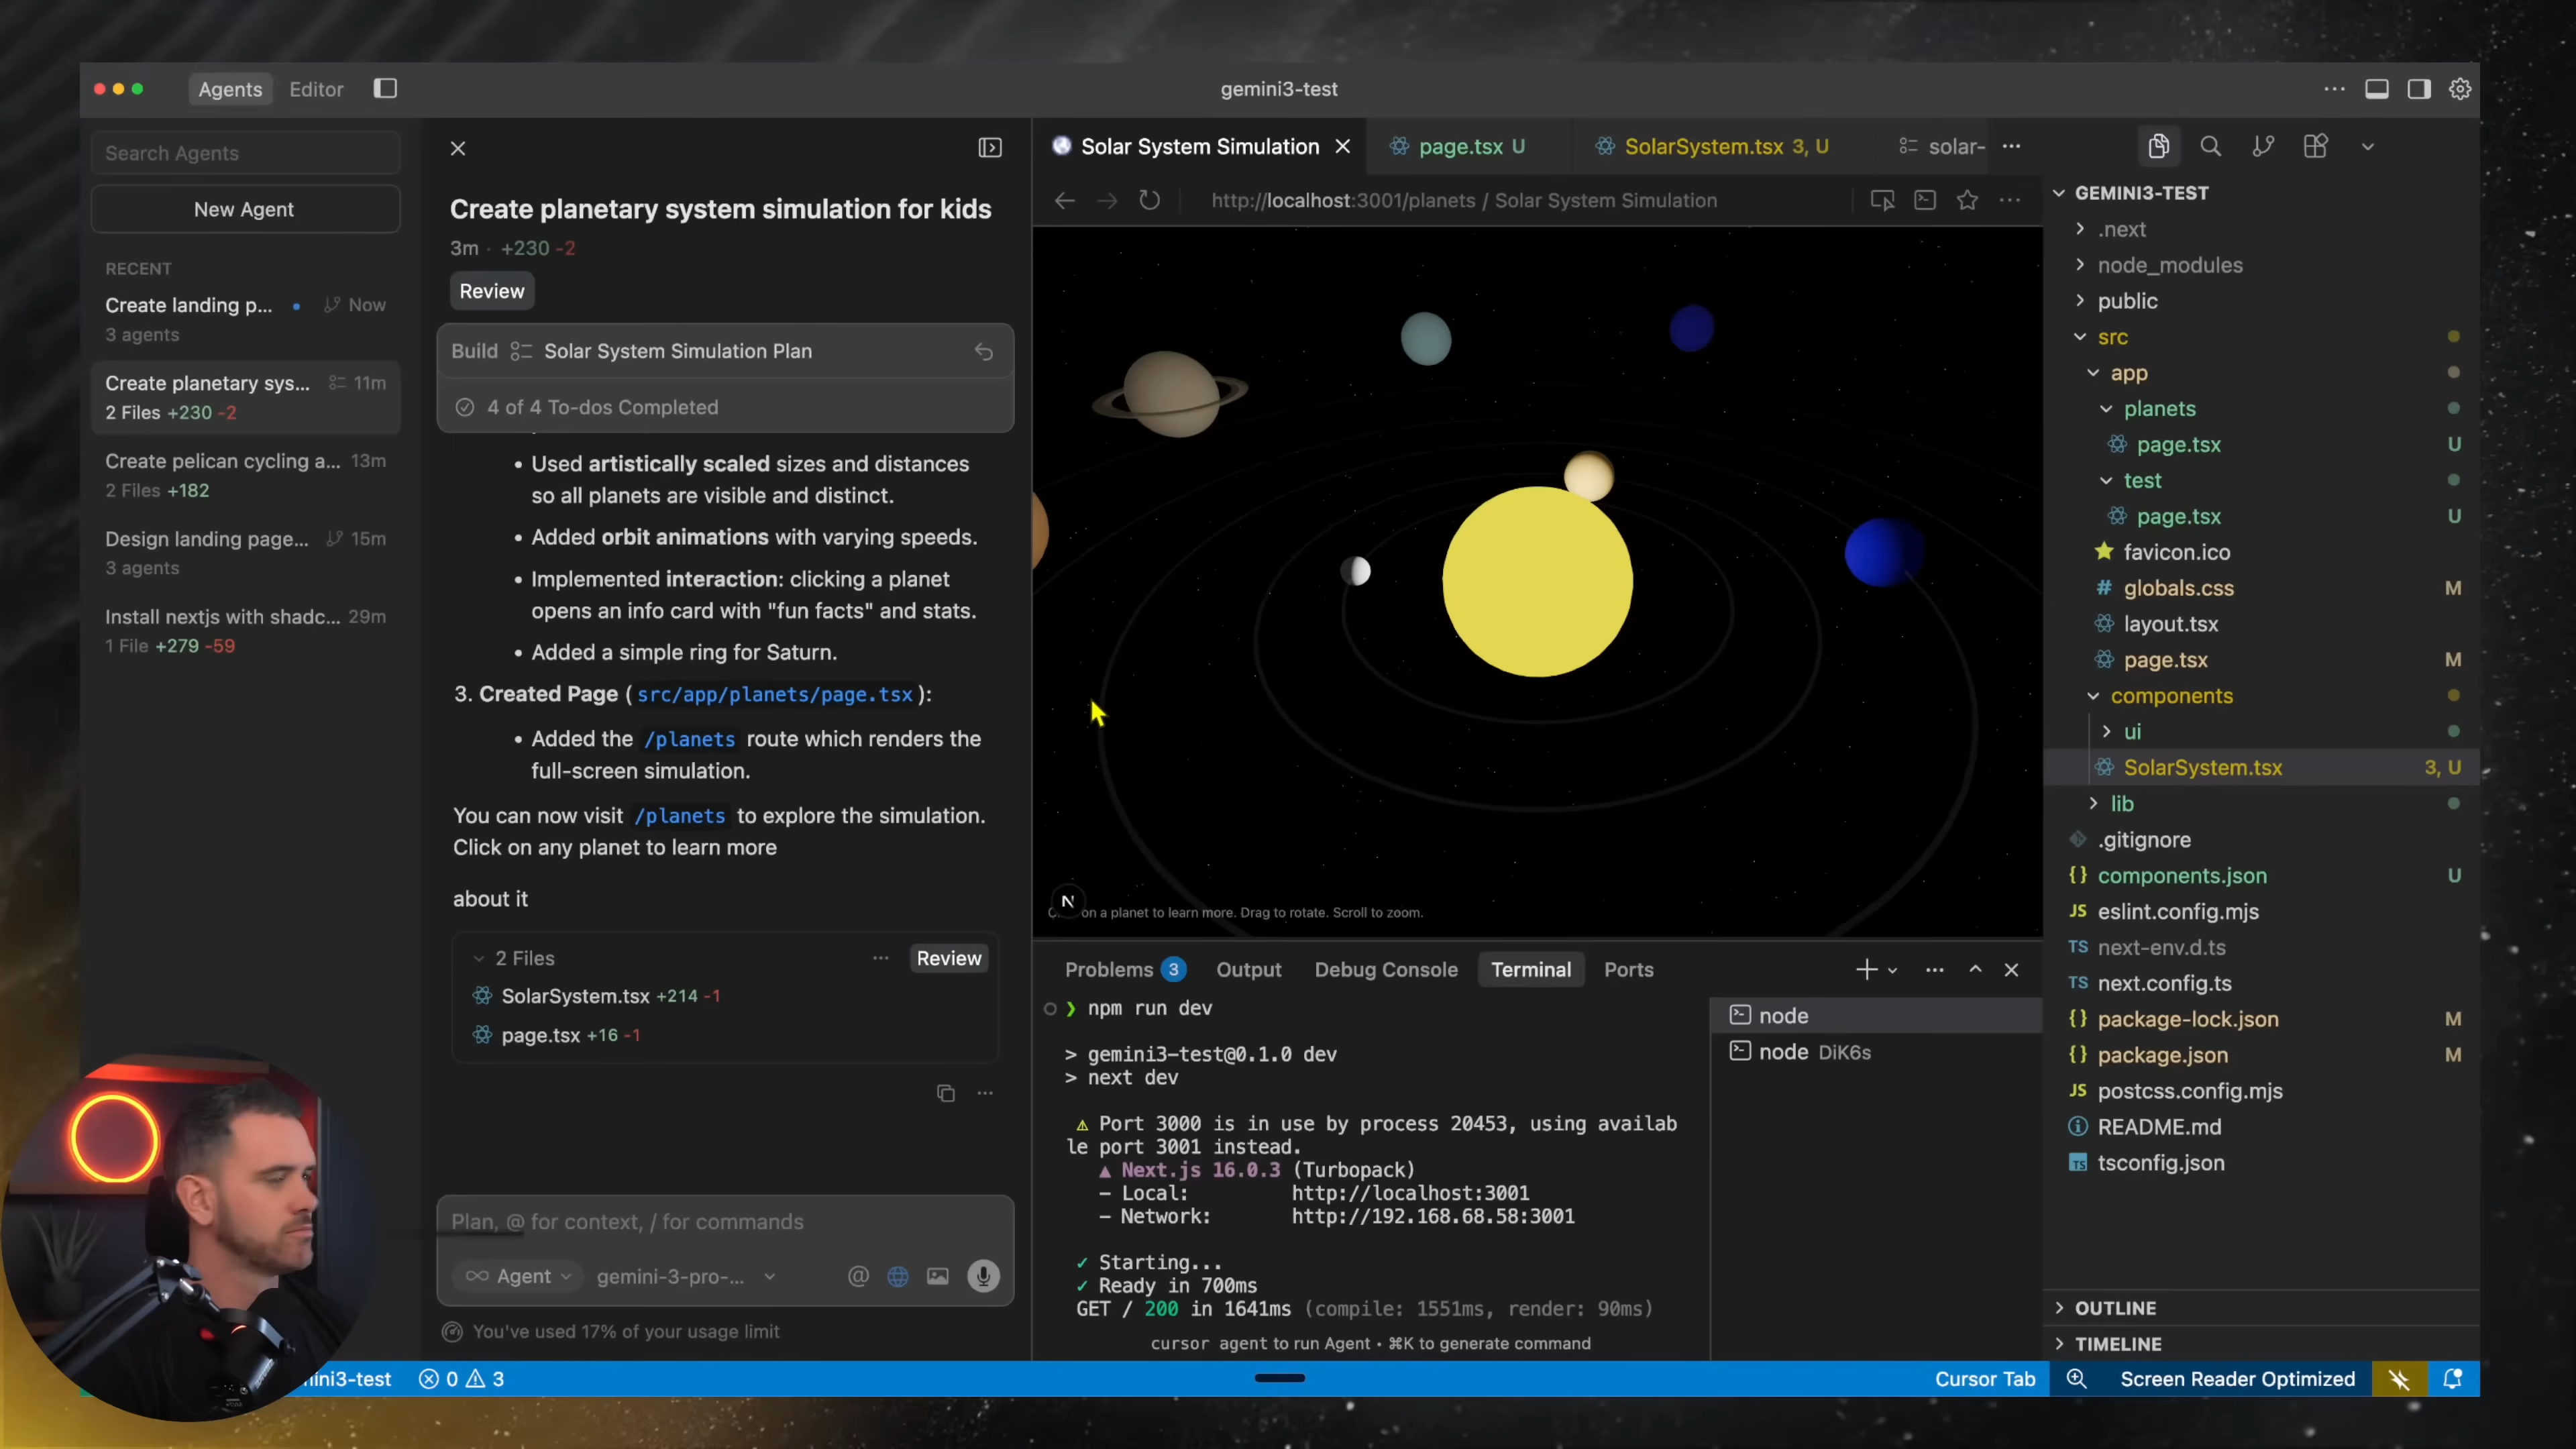 Agents
Editor
gemini3-test
Search Agents
New Agent
RECENT
Create landing p...
Now
3 agents
Create planetary sys...
11m
2 Files +230 -2
Create pelican cycling a...
13m
2 Files +182
Design landing page...
15m
3 agents
Install nextjs with shadc...
29m
1 File +279 -59
Create planetary system simulation for kids
3m · +230 -2
Review
Build
Solar System Simulation Plan
4 of 4 To-dos Completed
• Used artistically scaled sizes and distances
so all planets are visible and distinct.
• Added orbit animations with varying speeds.
• Implemented interaction: clicking a planet
opens an info card with "fun facts" and stats.
• Added a simple ring for Saturn.
3. Created Page ( src/app/planets/page.tsx ):
• Added the /planets route which renders the
full-screen simulation.
You can now visit /planets to explore the simulation.
Click on any planet to learn more
about it
2 Files
Review
SolarSystem.tsx +214 -1
page.tsx +16 -1
Plan, @ for context, / for commands
Agent
gemini-3-pro-...
You've used 17% of your usage limit
Solar System Simulation
page.tsx U
SolarSystem.tsx 3, U
solar-
http://localhost:3001/planets / Solar System Simulation
N
on a planet to learn more. Drag to rotate. Scroll to zoom.
Problems 3
Output
Debug Console
Terminal
Ports
❯ npm run dev
> gemini3-test@0.1.0 dev
> next dev
⚠ Port 3000 is in use by process 20453, using availab
le port 3001 instead.
▲ Next.js 16.0.3 (Turbopack)
– Local: http://localhost:3001
– Network: http://192.168.68.58:3001
✓ Starting...
✓ Ready in 700ms
GET / 200 in 1641ms (compile: 1551ms, render: 90ms)
cursor agent to run Agent • ⌘K to generate command
node
node DiK6s
GEMINI3-TEST
.next
node_modules
public
src
app
planets
page.tsx U
test
page.tsx U
favicon.ico
# globals.css M
layout.tsx
page.tsx M
components
ui
SolarSystem.tsx 3, U
lib
.gitignore
{} components.json U
JS eslint.config.mjs
TS next-env.d.ts
TS next.config.ts
{} package-lock.json M
{} package.json M
JS postcss.config.mjs
README.md
TS tsconfig.json
OUTLINE
TIMELINE
ini3-test
0
3
Cursor Tab
Screen Reader Optimized